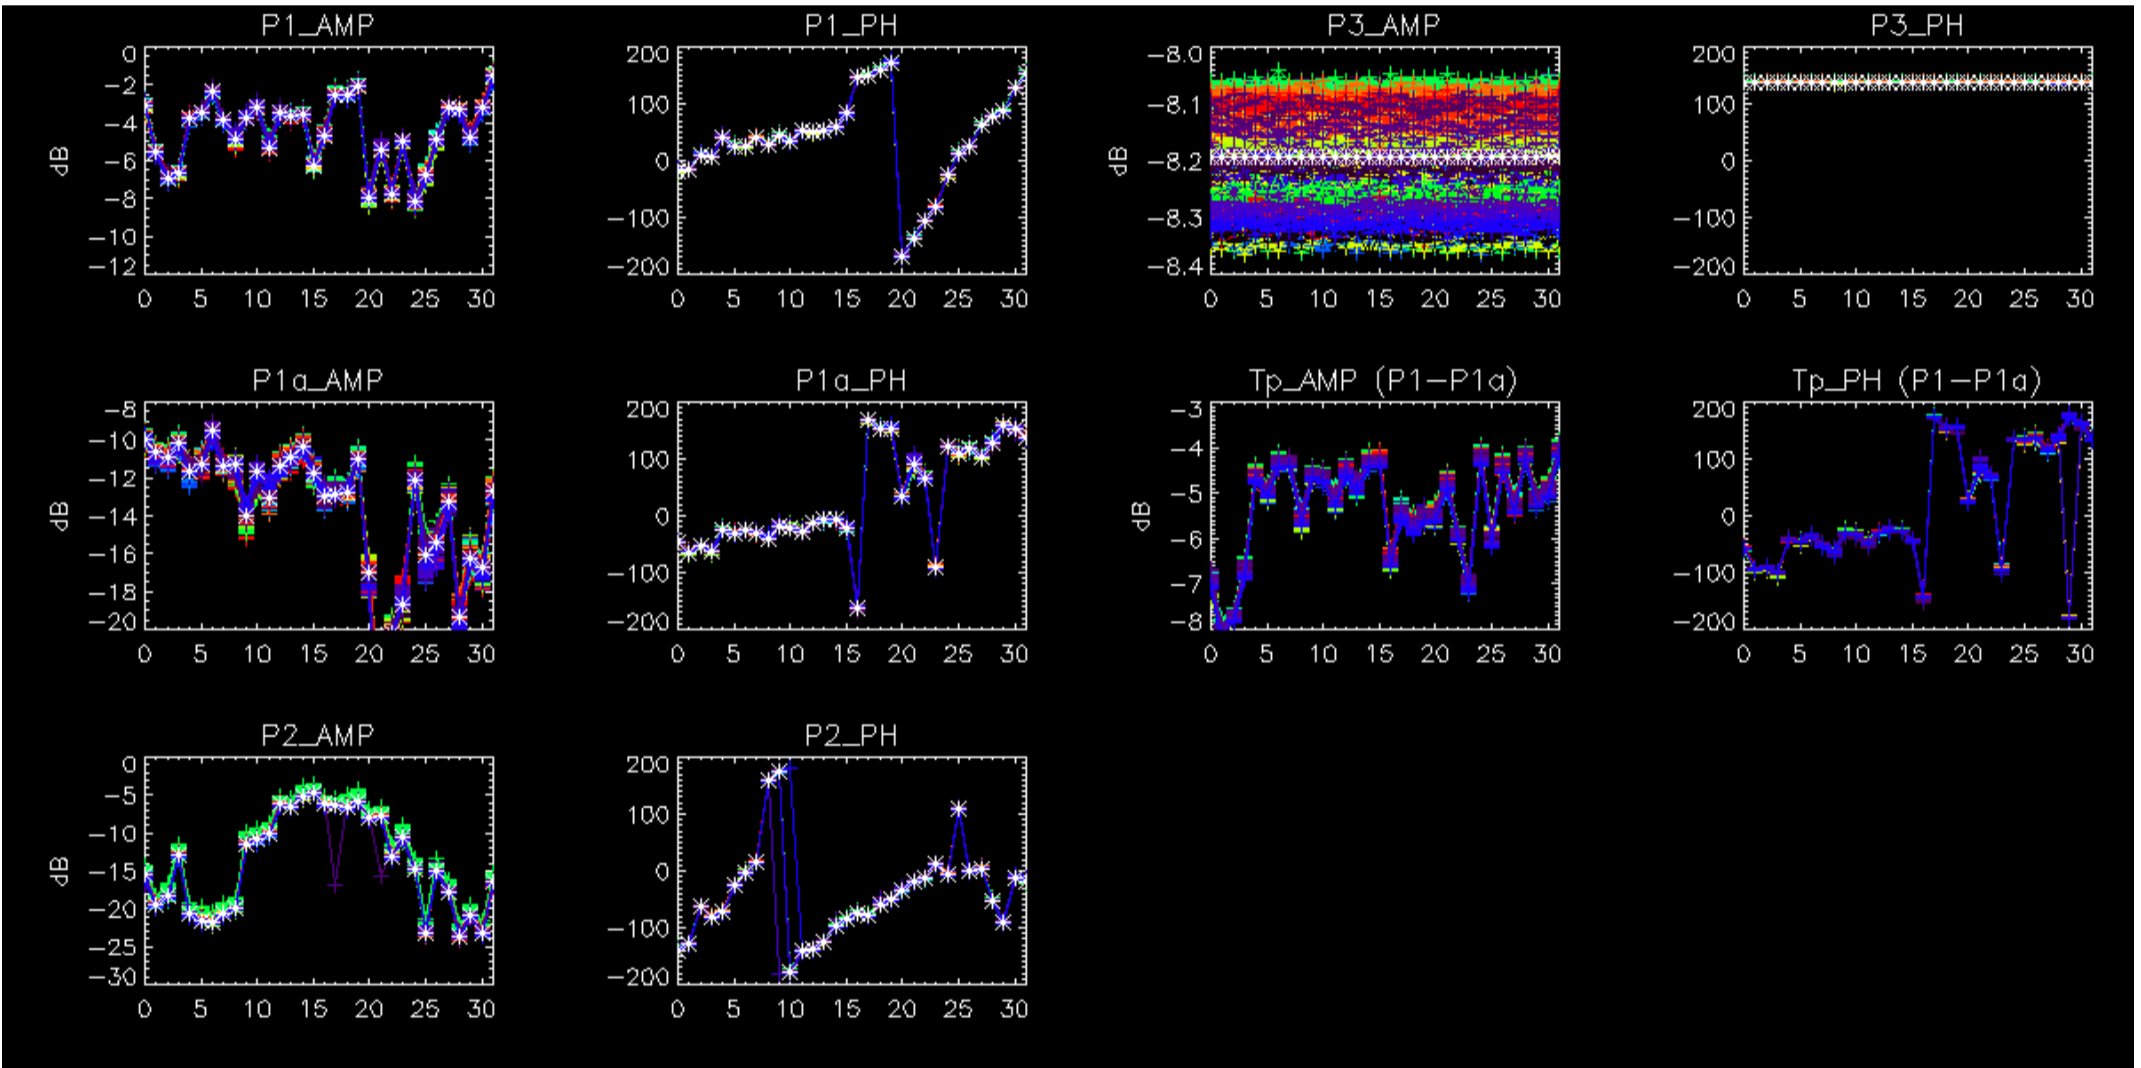 P1_AMP
0
−2
−4
−6
−8
−10
−12
dB
0 5 10 15 20 25 30
P1_PH
200
100
0
−100
−200
0 5 10 15 20 25 30
P3_AMP
−8.0
−8.1
−8.2
−8.3
−8.4
dB
0 5 10 15 20 25 30
P3_PH
200
100
0
−100
−200
0 5 10 15 20 25 30
P1a_AMP
−8
−10
−12
−14
−16
−18
−20
dB
0 5 10 15 20 25 30
P1a_PH
200
100
0
−100
−200
0 5 10 15 20 25 30
Tp_AMP (P1−P1a)
−3
−4
−5
−6
−7
−8
dB
0 5 10 15 20 25 30
Tp_PH (P1−P1a)
200
100
0
−100
−200
0 5 10 15 20 25 30
P2_AMP
0
−5
−10
−15
−20
−25
−30
dB
0 5 10 15 20 25 30
P2_PH
200
100
0
−100
−200
0 5 10 15 20 25 30